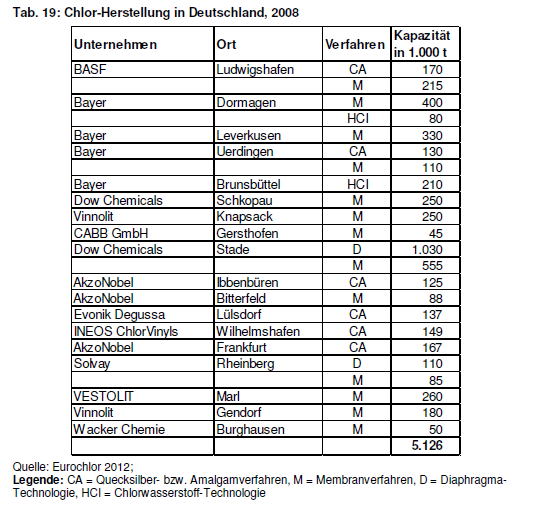 Tab. 19: Chlor-Herstellung in Deutschland, 2008
Unternehmen Ort Verfahren Kapazität in 1.000 t
BASF Ludwigshafen CA 170
M 215
Bayer Dormagen M 400
HCl 80
Bayer Leverkusen M 330
Bayer Uerdingen CA 130
M 110
Bayer Brunsbüttel HCl 210
Dow Chemicals Schkopau M 250
Vinnolit Knapsack M 250
CABB GmbH Gersthofen M 45
Dow Chemicals Stade D 1.030
M 555
AkzoNobel Ibbenbüren CA 125
AkzoNobel Bitterfeld M 88
Evonik Degussa Lülsdorf CA 137
INEOS ChlorVinyls Wilhelmshafen CA 149
AkzoNobel Frankfurt CA 167
Solvay Rheinberg D 110
M 85
VESTOLIT Marl M 260
Vinnolit Gendorf M 180
Wacker Chemie Burghausen M 50
5.126
Quelle: Eurochlor 2012;
Legende: CA = Quecksilber- bzw. Amalgamverfahren, M = Membranverfahren, D = Diaphragma-
Technologie, HCl = Chlorwasserstoff-Technologie